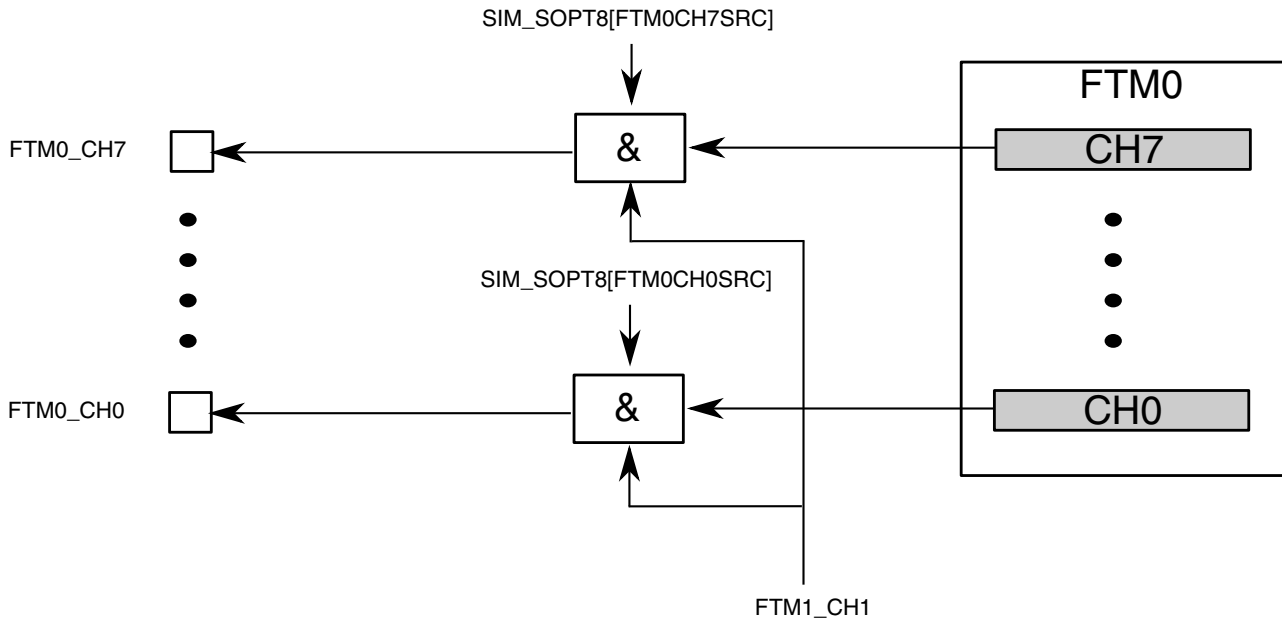 SIM_SOPT8[FTM0CH7SRC]
FTM0
FTM0_CH7
&
CH7
SIM_SOPT8[FTM0CH0SRC]
FTM0_CH0
&
CH0
FTM1_CH1